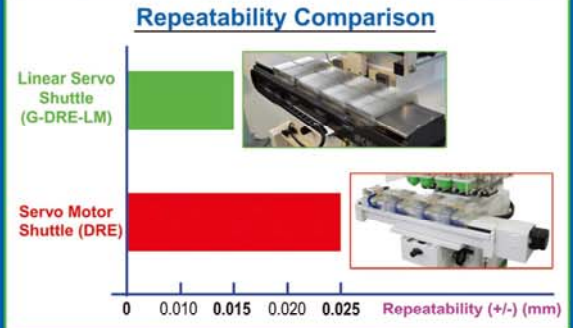 Repeatability Comparison
Linear Servo
Shuttle
(G-DRE-LM)
Servo Motor
Shuttle (DRE)
0 0.010 0.015 0.020 0.025 Repeatability (+/-) (mm)